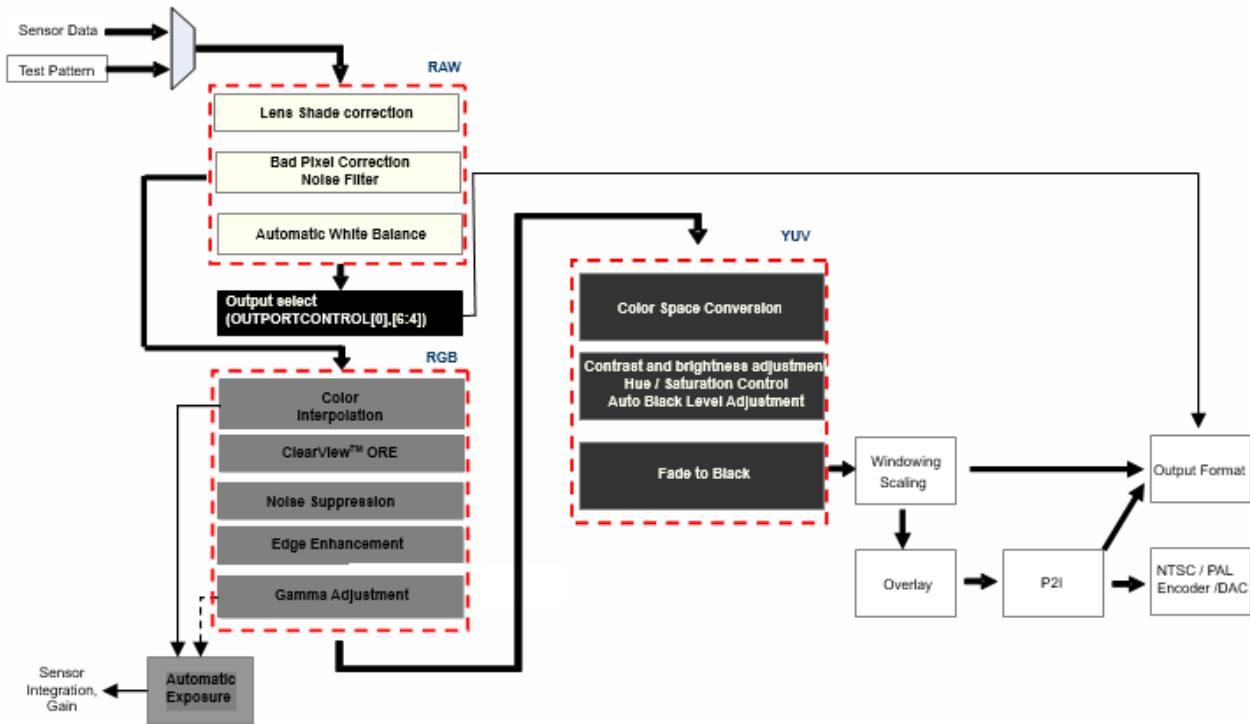 Sensor Data
Test Pattern
RAW
Lens Shade correction
Bad Pixel Correction
Noise Filter
Automatic White Balance
Output select
(OUTPORTCONTROL[0],[6:4])
RGB
Color
Interpolation
ClearView™ ORE
Noise Suppression
Edge Enhancement
Gamma Adjustment
Automatic
Exposure
Sensor
Integration,
Gain
YUV
Color Space Conversion
Contrast and brightness adjustment
Hue / Saturation Control
Auto Black Level Adjustment
Fade to Black
Windowing
Scaling
Output Format
Overlay
P2I
NTSC / PAL
Encoder /DAC